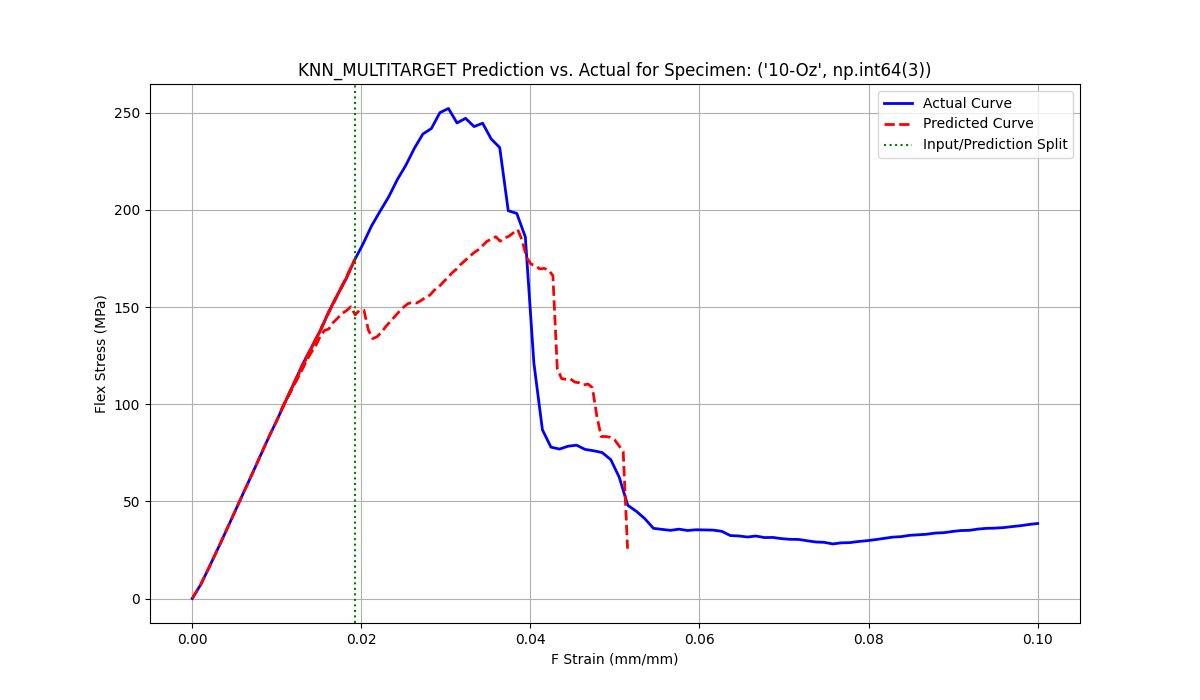 KNN_MULTITARGET Prediction vs. Actual for Specimen: ('10-Oz', np.int64(3))
Actual Curve
Predicted Curve
Input/Prediction Split
250
200
150
100
50
0
Flex Stress (MPa)
0.00
0.02
0.04
0.06
0.08
0.10
F Strain (mm/mm)